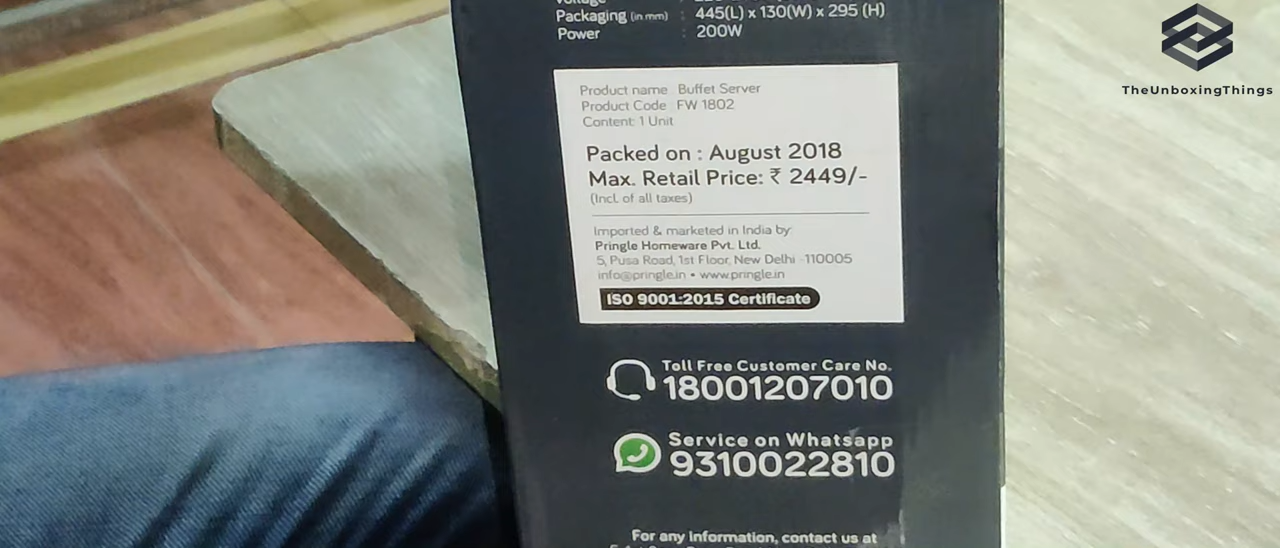 Voltage
Packaging (in mm) : 445(L) x 130(W) x 295 (H)
Power : 200W
Product name Buffet Server
Product Code FW 1802
Content: 1 Unit
Packed on : August 2018
Max. Retail Price: ₹ 2449/-
(Incl. of all taxes)
Imported & marketed in India by:
Pringle Homeware Pvt. Ltd.
5, Pusa Road, 1st Floor, New Delhi -110005
info@pringle.in • www.pringle.in
ISO 9001:2015 Certificate
Toll Free Customer Care No.
18001207010
Service on Whatsapp
9310022810
For any information, contact us at
TheUnboxingThings